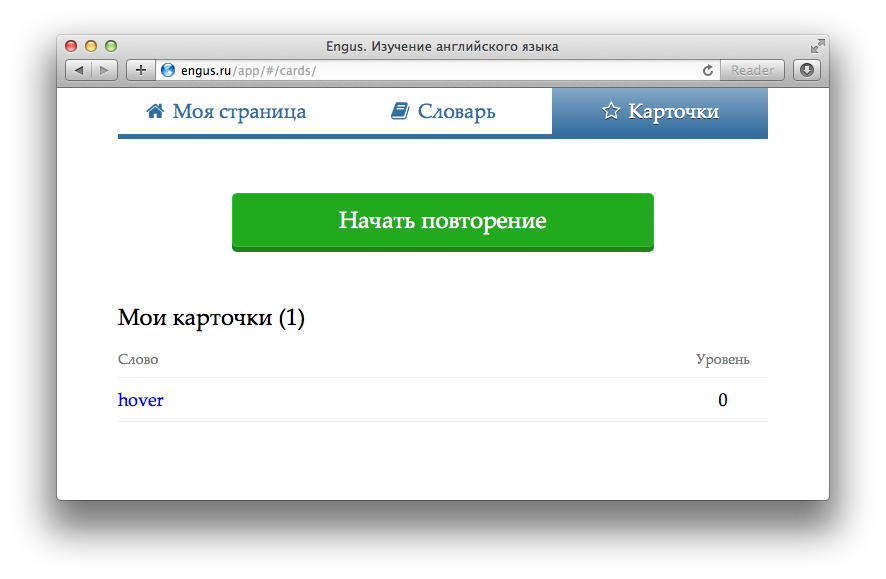 Engus. Изучение английского языка
engus.ru/app/#/cards/ Reader
Моя страница Словарь Карточки
Начать повторение
Мои карточки (1)
Слово Уровень
hover 0